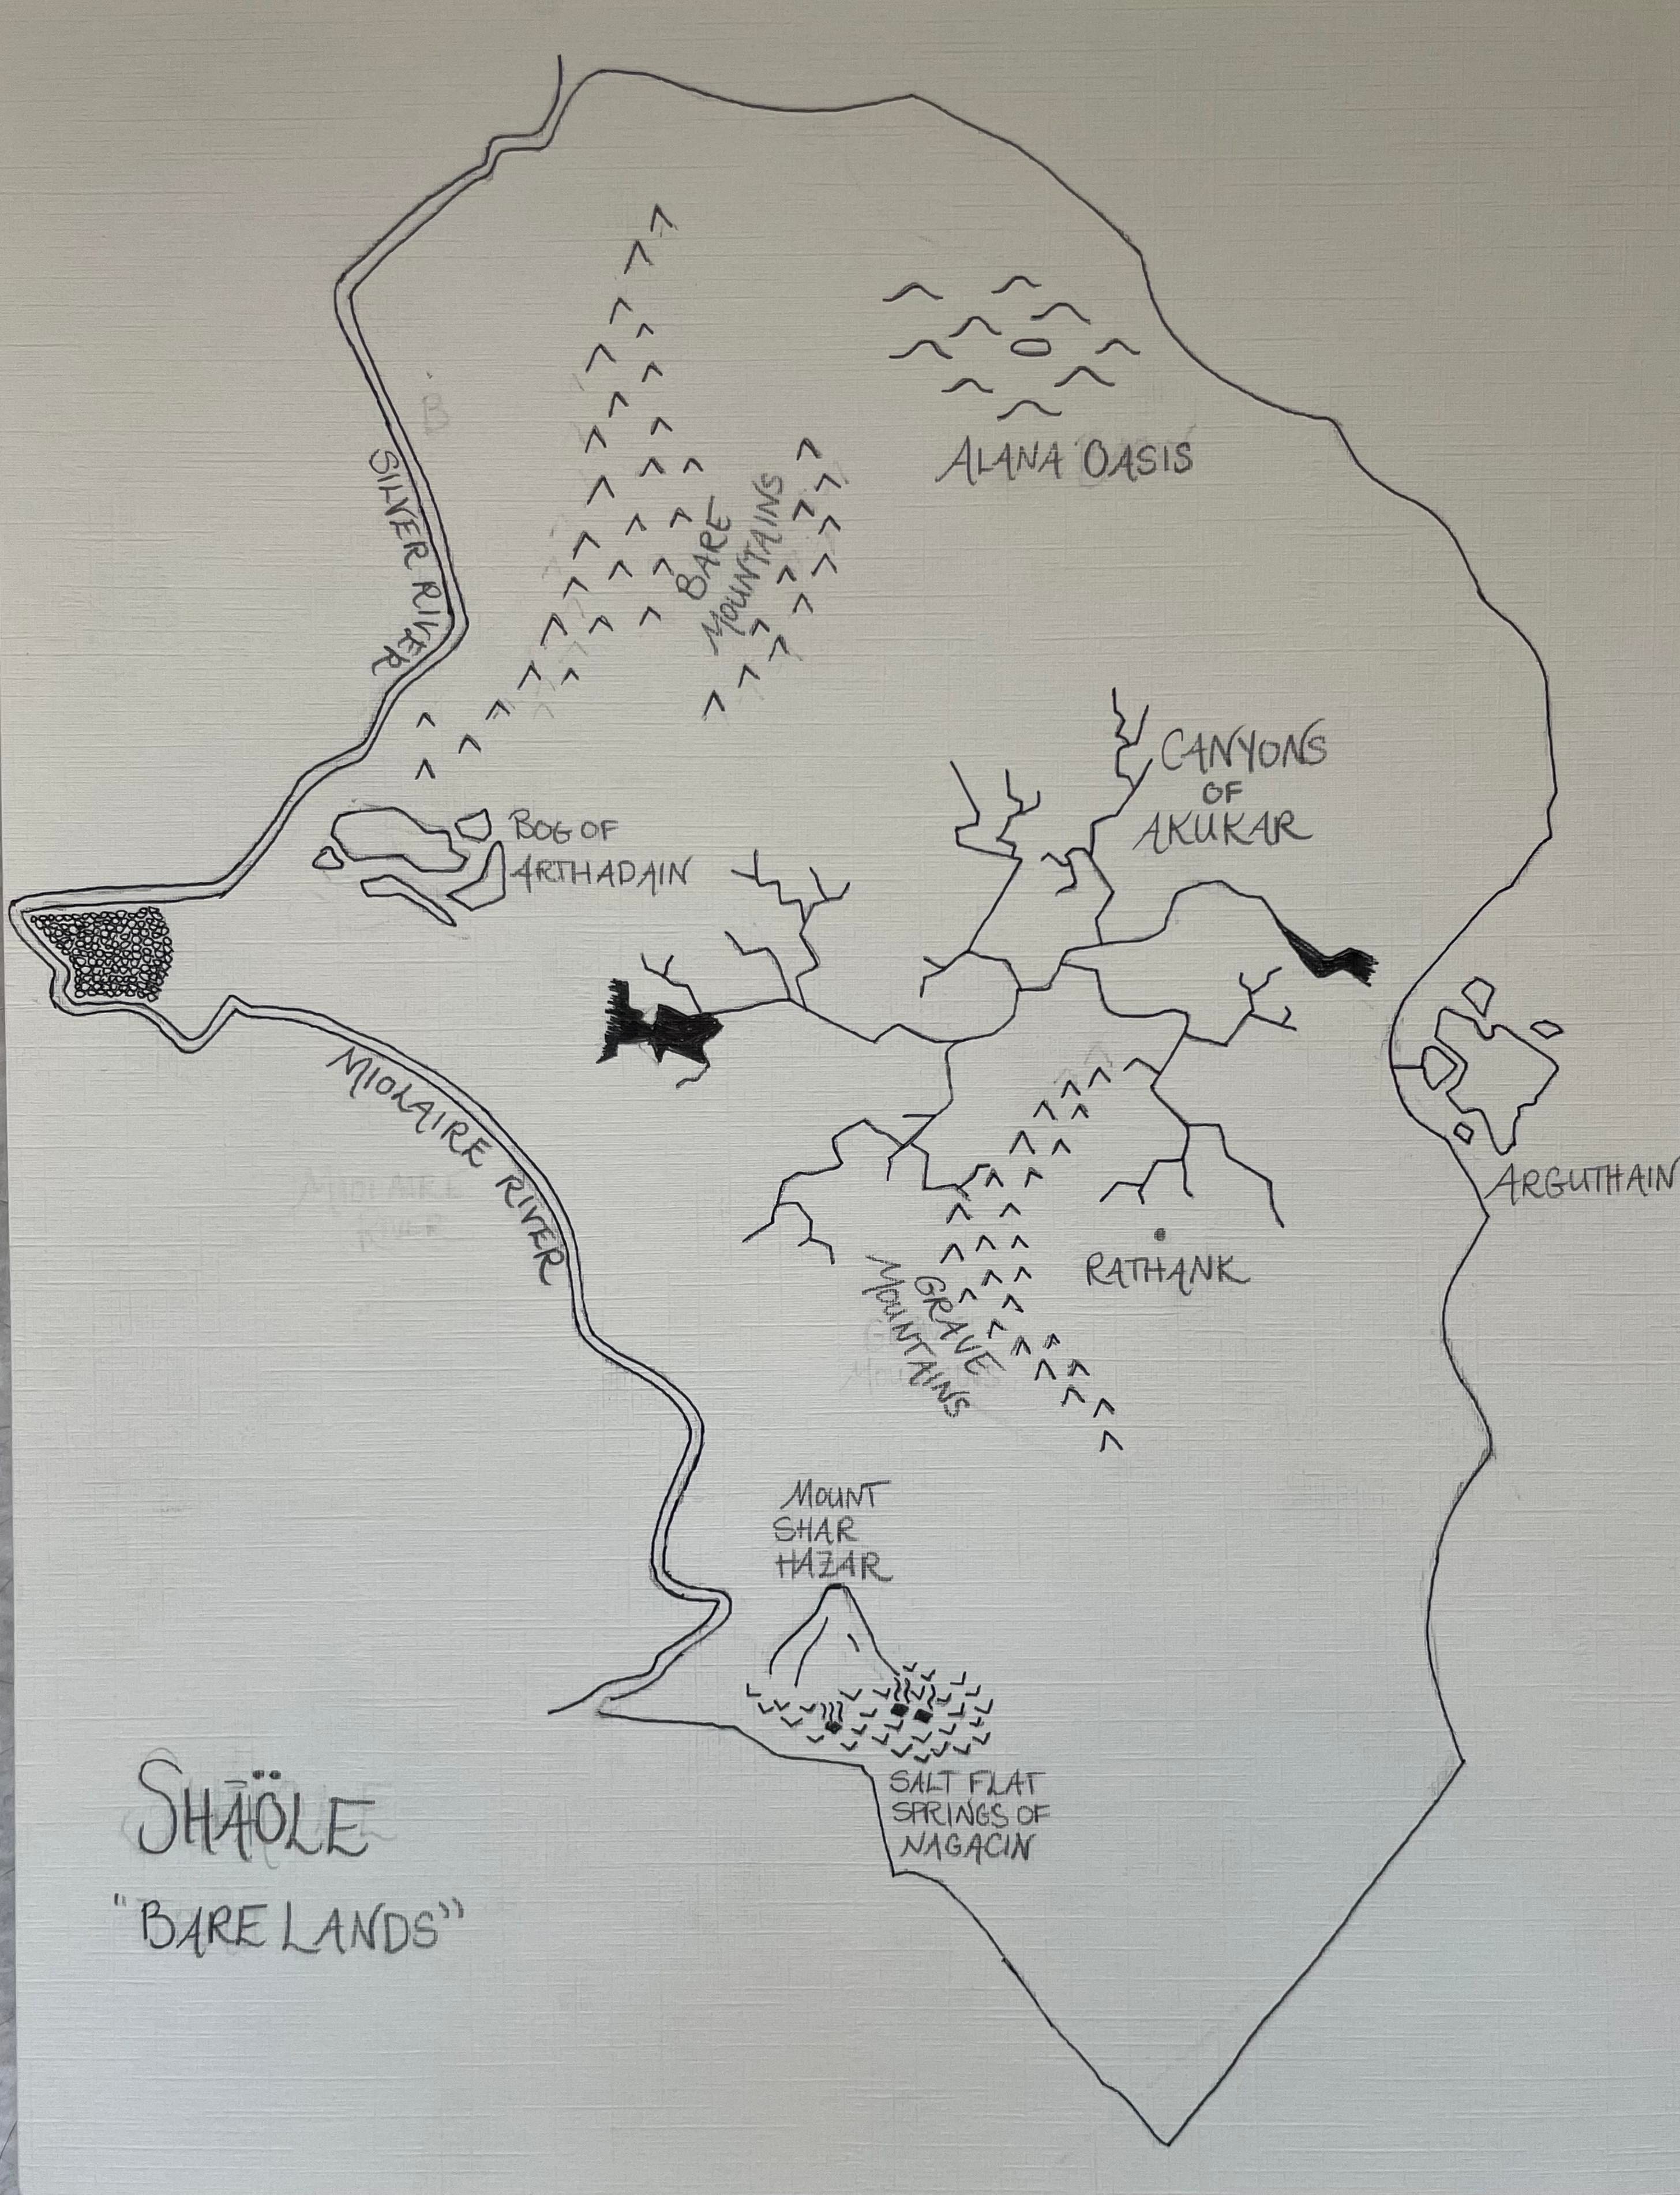 ALANA OASIS
SILVER RIVER
BARE
MOUNTAINS
CANYONS
OF
AKUKAR
BOG OF
ARTHADAIN
MIOLAIRE RIVER
ARGUTHAIN
RATHANK
GRAVE
MOUNTAINS
MOUNT
SHAR
HAZAR
SALT FLAT
SPRINGS OF
NAGACIN
SHĀÖLE
"BARE LANDS"